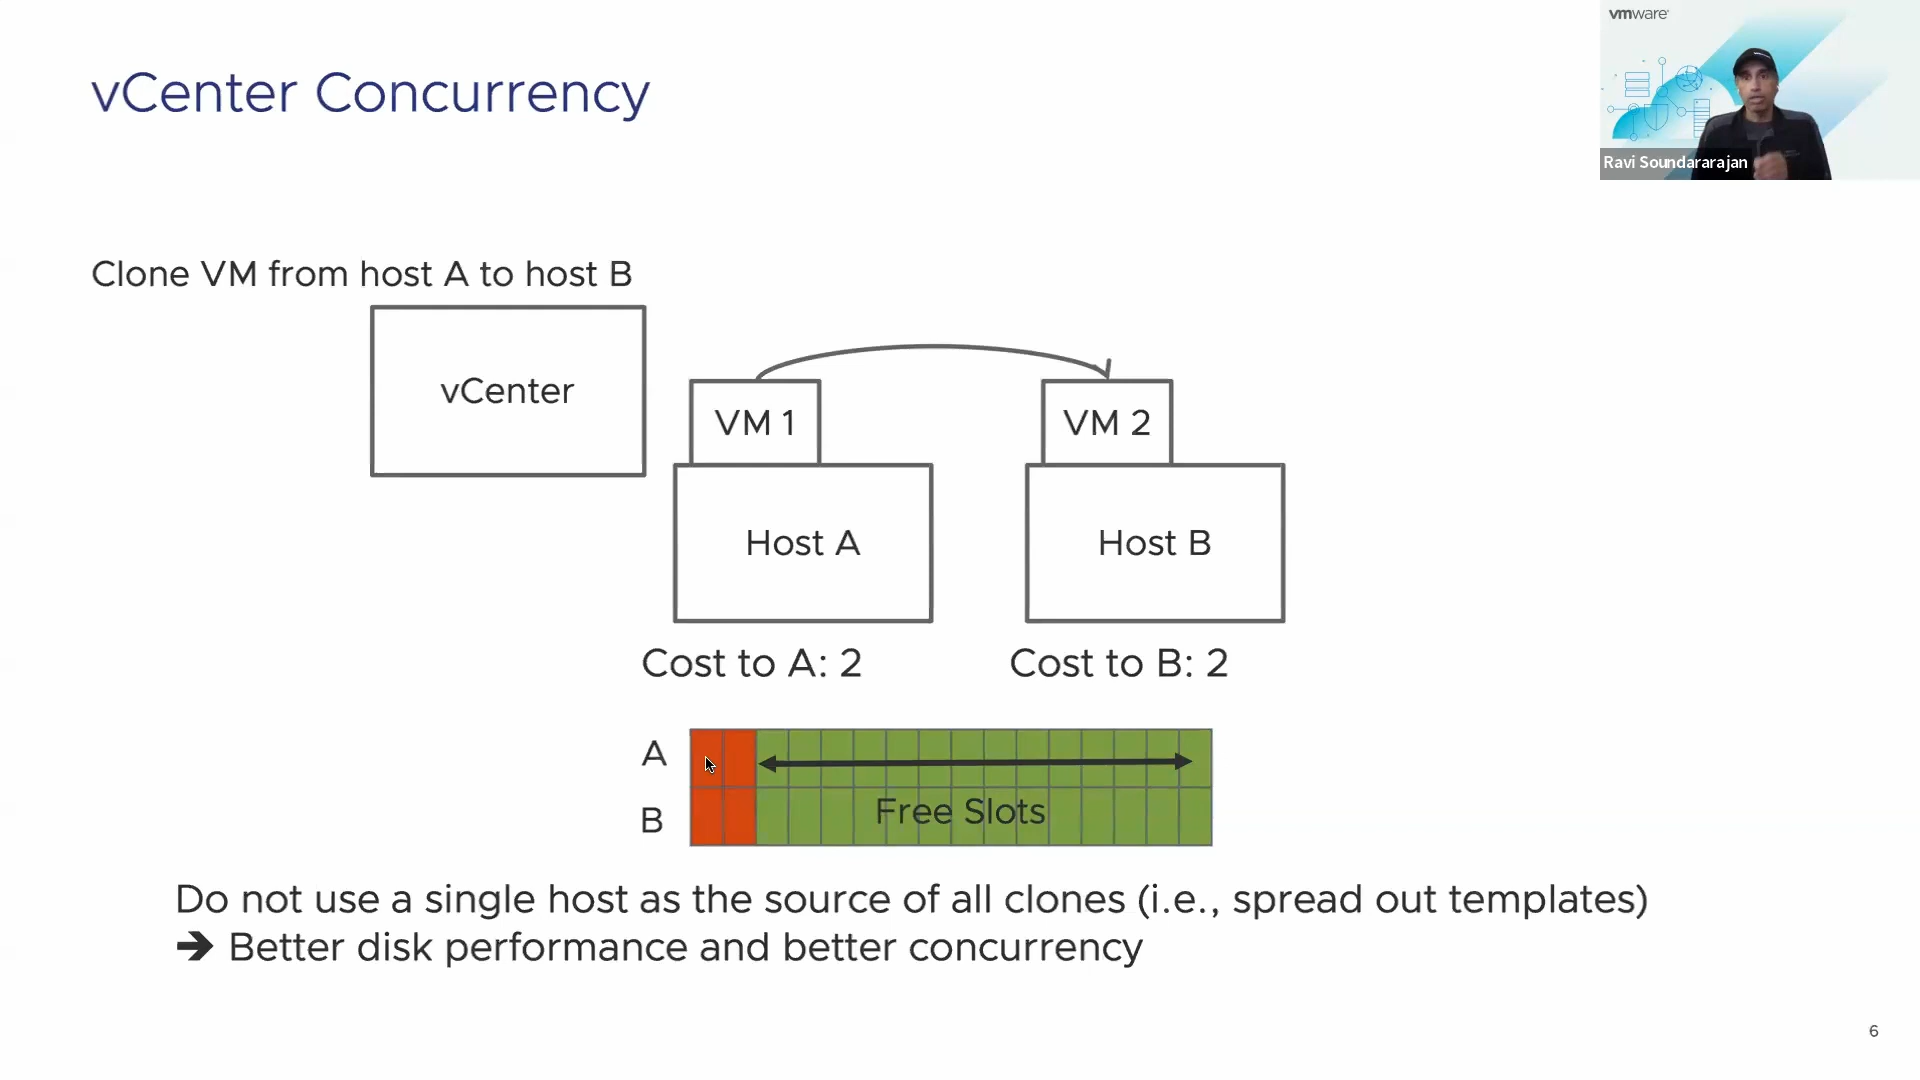 vmware
vCenter Concurrency
Ravi Soundararajan
Clone VM from host A to host B
vCenter
VM 1
VM 2
Host A
Host B
Cost to A: 2
Cost to B: 2
A
B
Free Slots
Do not use a single host as the source of all clones (i.e., spread out templates)
➔ Better disk performance and better concurrency
6